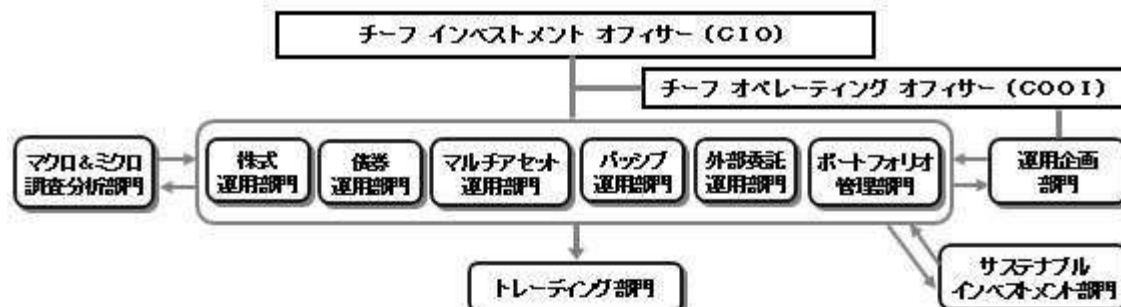 チーフ インベストメント オフィサー (CIO)
チーフ オペレーティング オフィサー (COOI)
マクロ&ミクロ
調査分析部門
株式
運用部門
債券
運用部門
マルチアセット
運用部門
パッシブ
運用部門
外部委託
運用部門
ポートフォリオ
管理部門
運用企画
部門
トレーディング部門
サステナブル
インベストメント部門